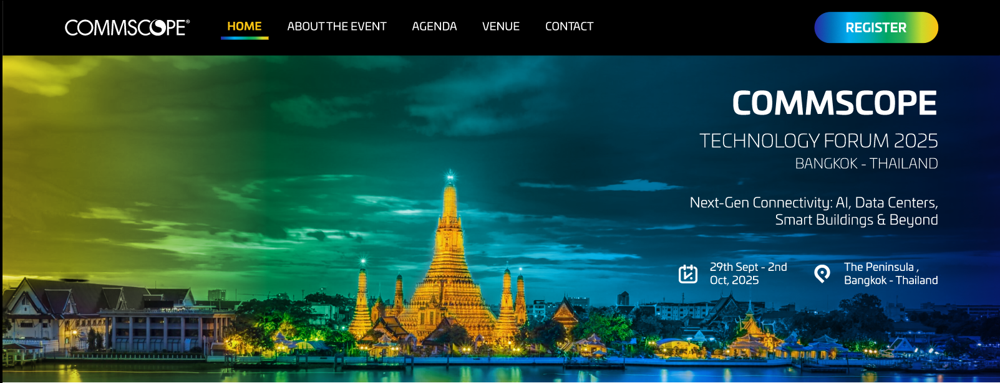 COMMSCOPE®
HOME
ABOUT THE EVENT
AGENDA
VENUE
CONTACT
REGISTER
COMMSCOPE
TECHNOLOGY FORUM 2025
BANGKOK - THAILAND
Next-Gen Connectivity: AI, Data Centers,
Smart Buildings & Beyond
29th Sept - 2nd
Oct, 2025
The Peninsula ,
Bangkok - Thailand